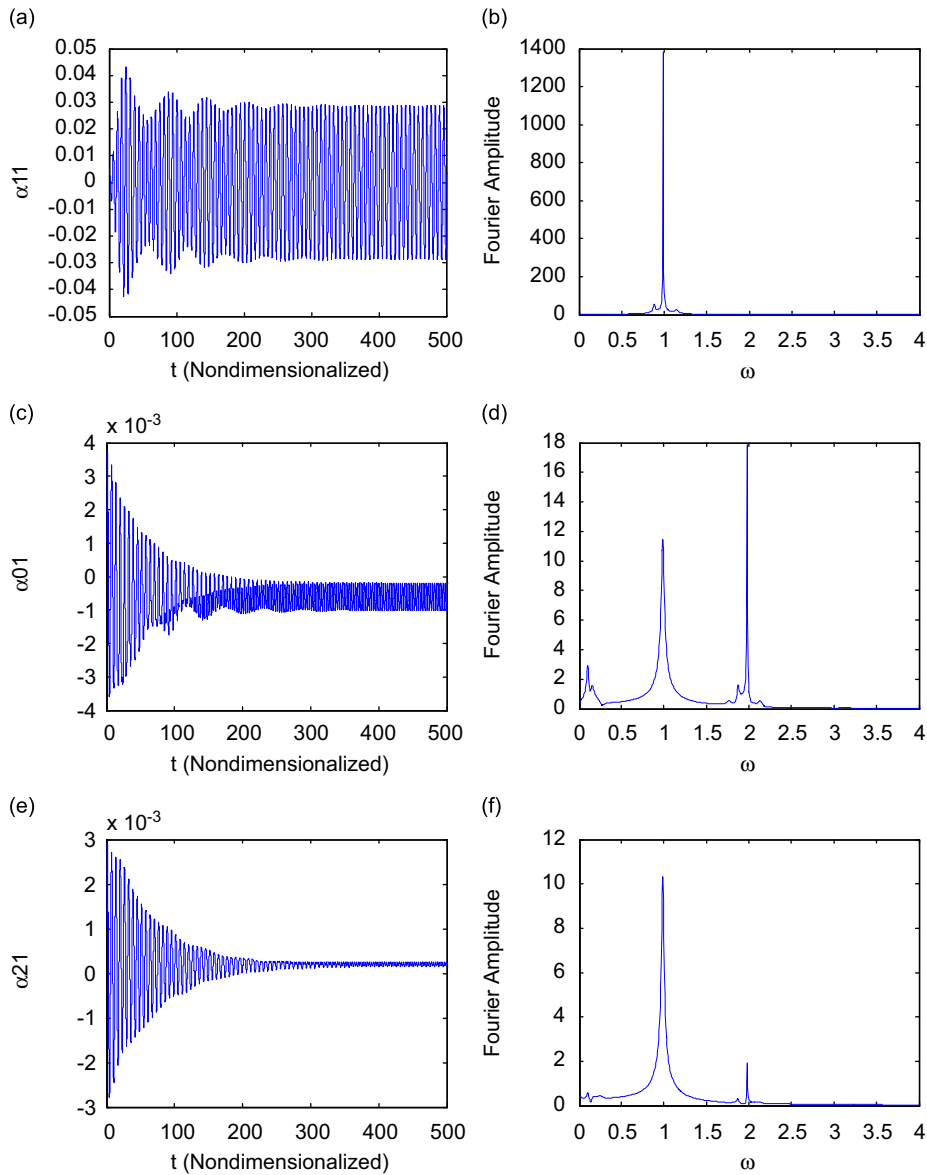 (a)
0.05
0.04
0.03
0.02
0.01
0
-0.01
-0.02
-0.03
-0.04
0.05
α11
0 100 200 300 400 500
t (Nondimensionalized)
(b)
1400
1200
1000
800
600
400
200
0
Fourier Amplitude
0 0.5 1 1.5 2 2.5 3 3.5 4
ω
(c)
x 10-3
4
3
2
1
0
-1
-2
-3
-4
α01
0 100 200 300 400 500
t (Nondimensionalized)
(d)
18
16
14
12
10
8
6
4
2
0
Fourier Amplitude
0 0.5 1 1.5 2 2.5 3 3.5 4
ω
(e)
x 10-3
3
2
1
0
-1
-2
-3
α21
0 100 200 300 400 500
t (Nondimensionalized)
(f)
12
10
8
6
4
2
0
Fourier Amplitude
0 0.5 1 1.5 2 2.5 3 3.5 4
ω